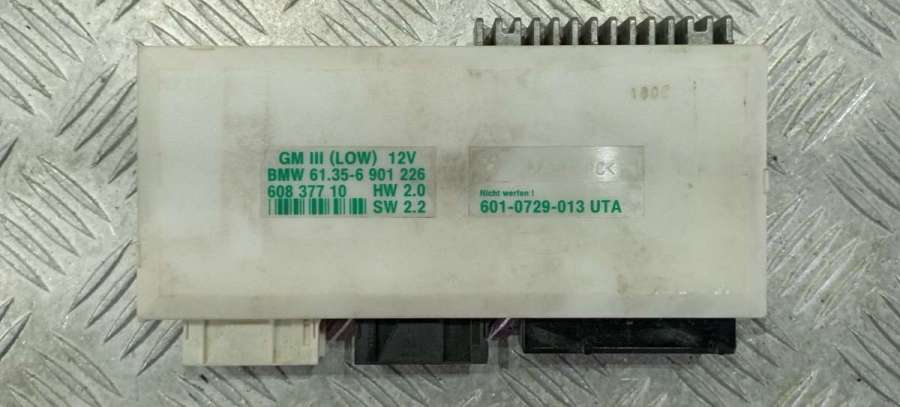 GM III (LOW) 12V
BMW 61.35-6 901 226
608 377 10 HW 2.0
SW 2.2
Nicht werfen !
601-0729-013 UTA